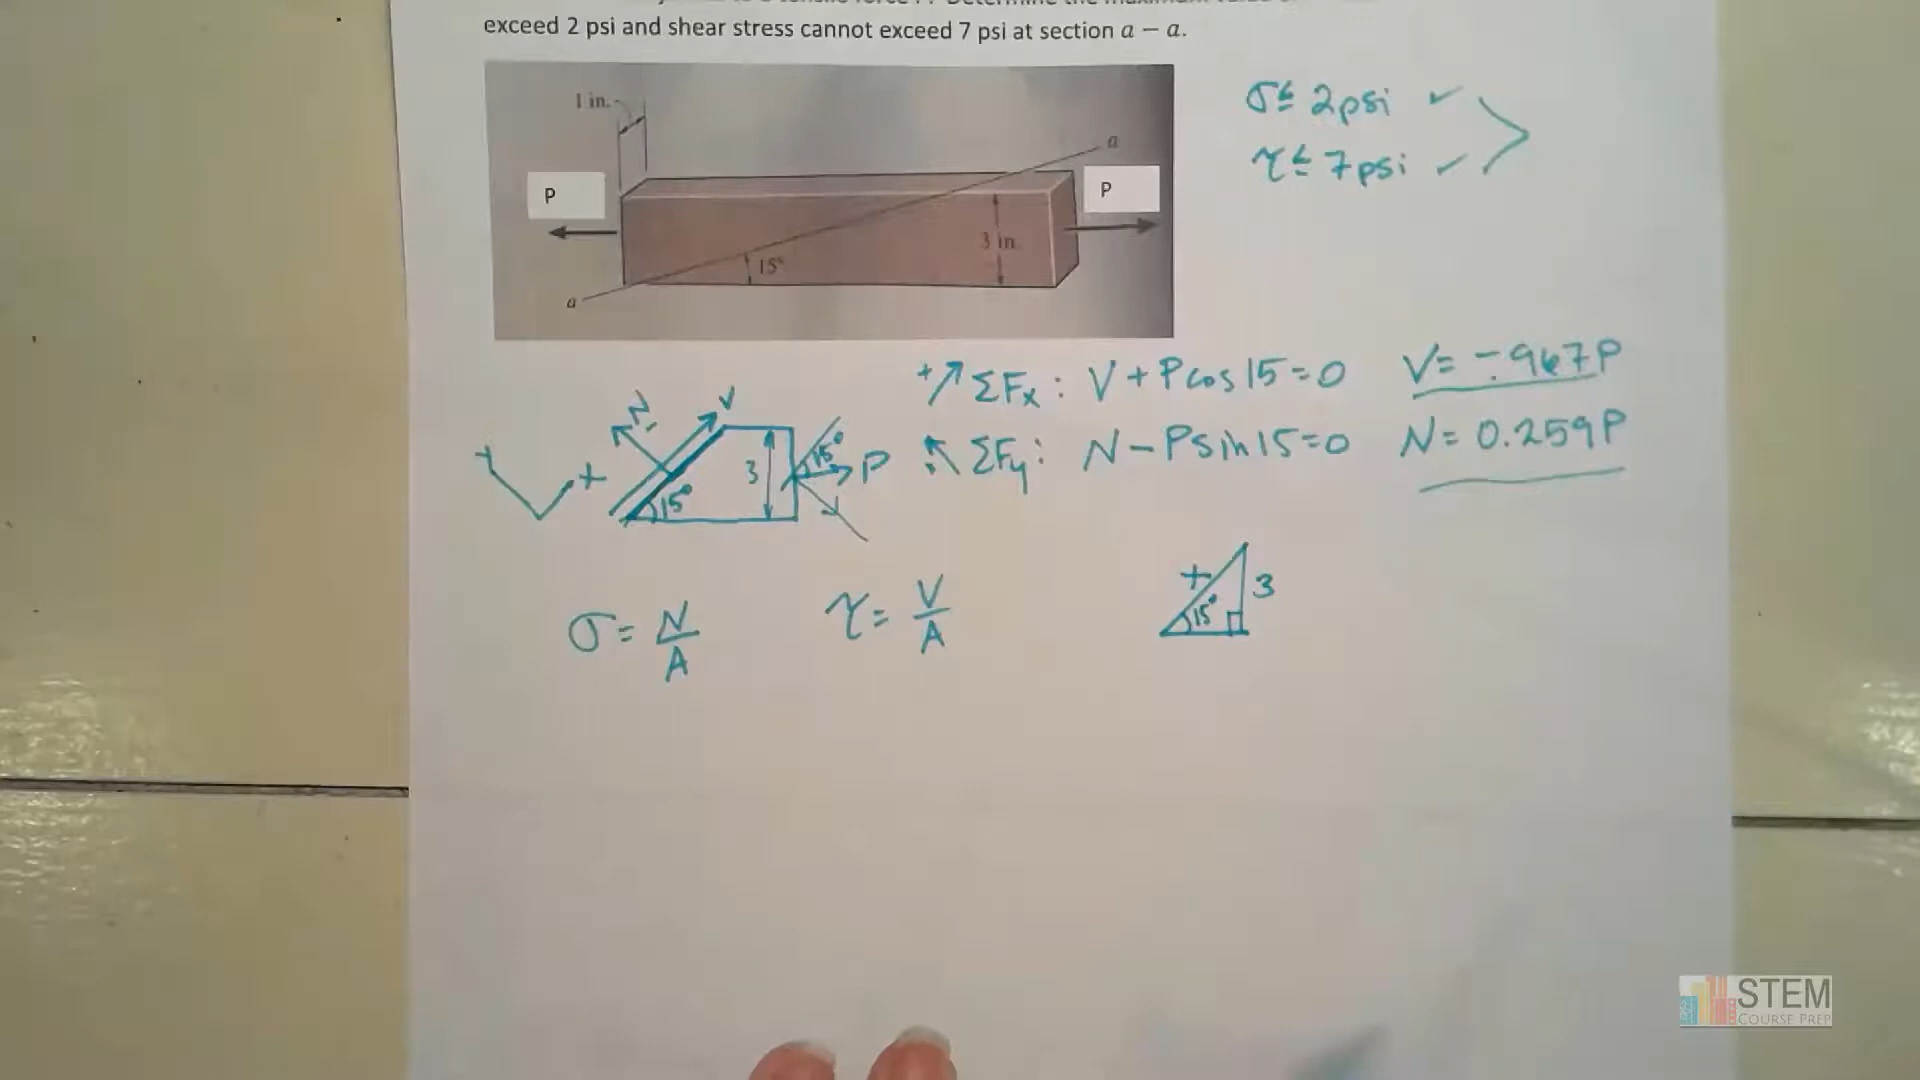 exceed 2 psi and shear stress cannot exceed 7 psi at section a − a.
1 in.
a
P
P
3 in.
15°
a
σ ≤ 2psi ✓
τ ≤ 7psi ✓
+↗ ΣFx: V + Pcos15 = 0 V = -.967P
↖ ΣFy: N - Psin15 = 0 N = 0.259P
N
V
+
+
15°
3
15°
P
σ = N/A
τ = V/A
x
15°
3
STEM
COURSE PREP